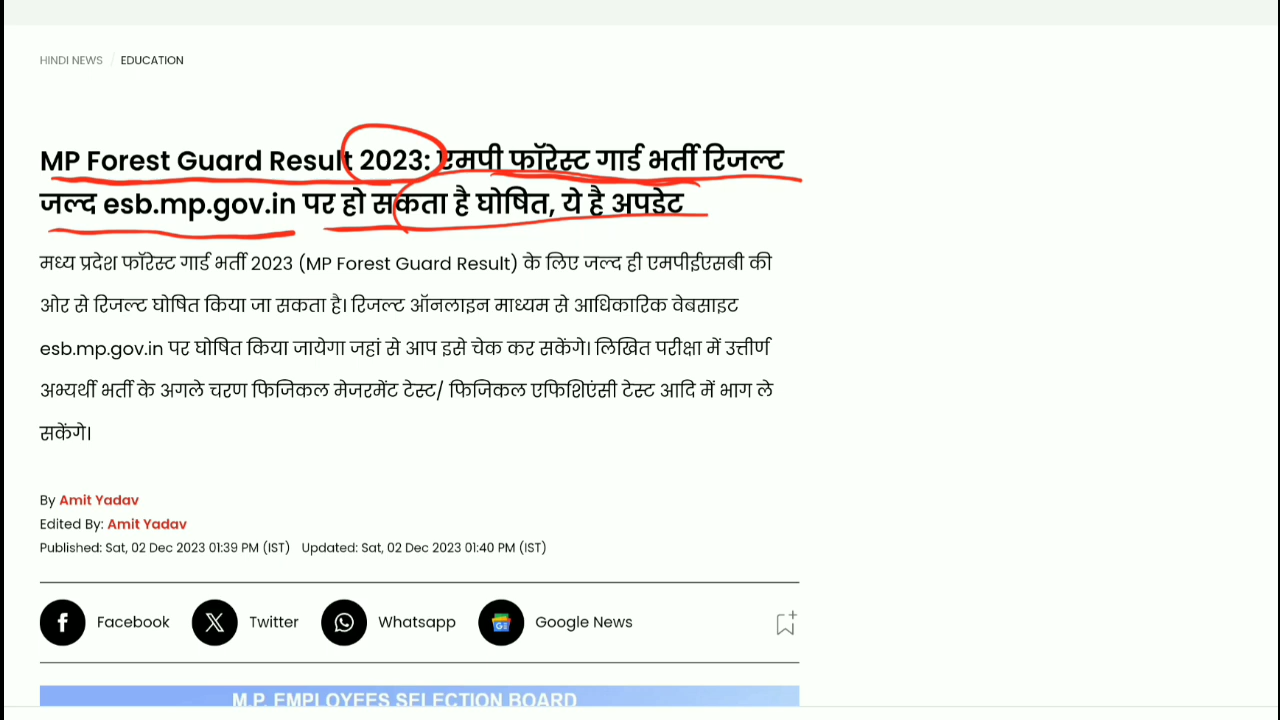 HINDI NEWS / EDUCATION
MP Forest Guard Result 2023: एमपी फॉरेस्ट गार्ड भर्ती रिजल्ट
जल्द esb.mp.gov.in पर हो सकता है घोषित, ये है अपडेट
मध्य प्रदेश फॉरेस्ट गार्ड भर्ती 2023 (MP Forest Guard Result) के लिए जल्द ही एमपीईएसबी की
ओर से रिजल्ट घोषित किया जा सकता है। रिजल्ट ऑनलाइन माध्यम से आधिकारिक वेबसाइट
esb.mp.gov.in पर घोषित किया जायेगा जहां से आप इसे चेक कर सकेंगे। लिखित परीक्षा में उत्तीर्ण
अभ्यर्थी भर्ती के अगले चरण फिजिकल मेजरमेंट टेस्ट/ फिजिकल एफिशिएंसी टेस्ट आदि में भाग ले
सकेंगे।
By Amit Yadav
Edited By: Amit Yadav
Published: Sat, 02 Dec 2023 01:39 PM (IST) Updated: Sat, 02 Dec 2023 01:40 PM (IST)
Facebook Twitter Whatsapp Google News
M.P. EMPLOYEES SELECTION BOARD